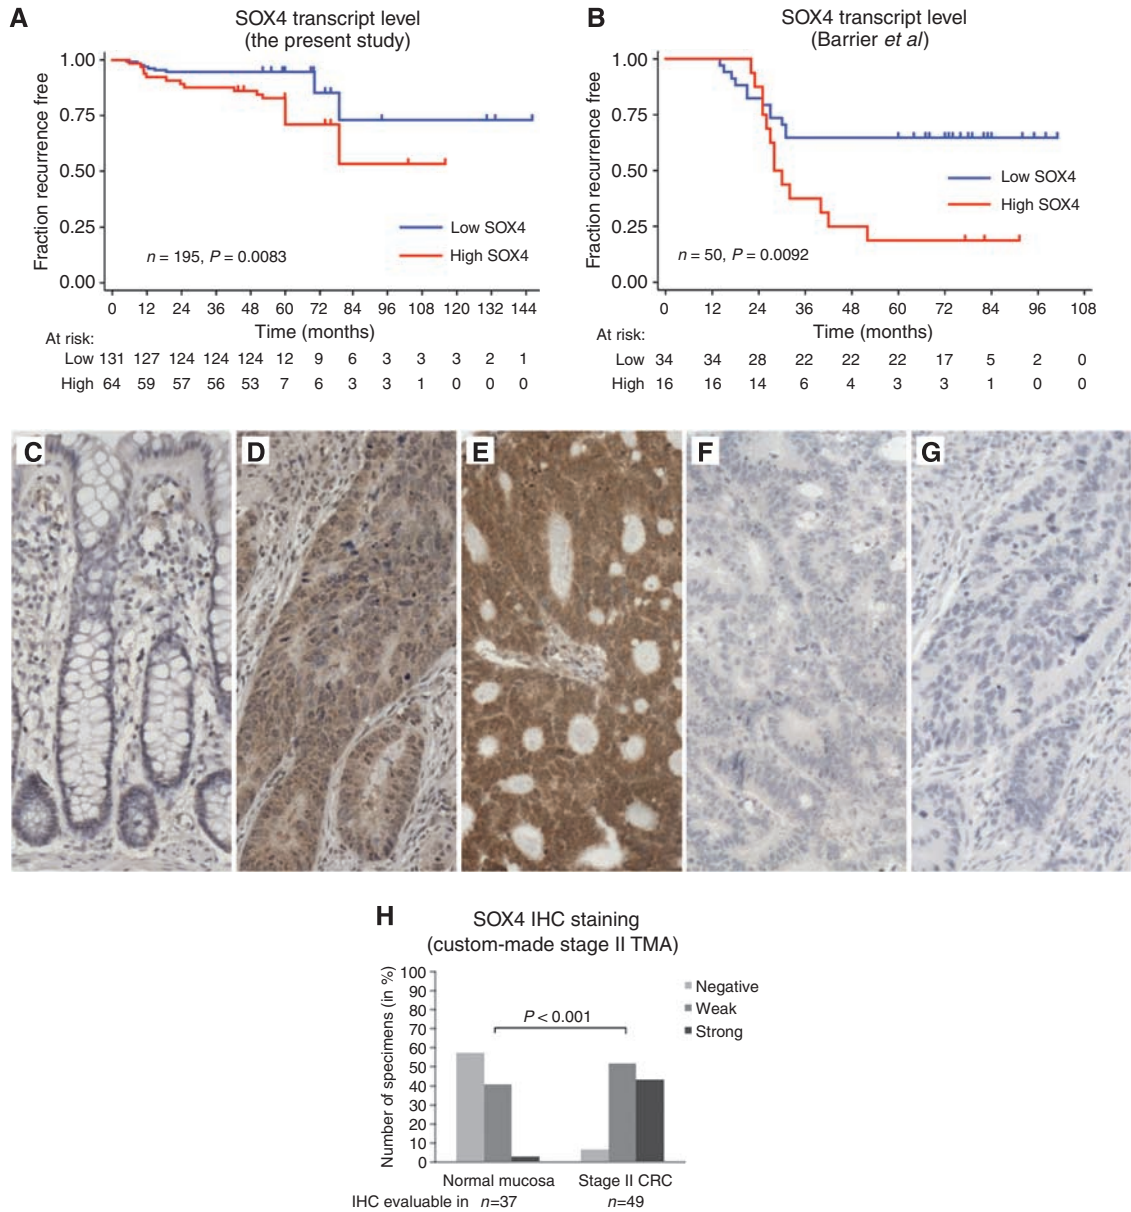 A
SOX4 transcript level
(the present study)
Fraction recurrence free
1.00
0.75
0.50
0.25
0.00
Low SOX4
High SOX4
n = 195, P = 0.0083
0 12 24 36 48 60 72 84 96 108 120 132 144
Time (months)
At risk:
Low 131 127 124 124 124 12 9 6 3 3 3 2 1
High 64 59 57 56 53 7 6 3 3 1 0 0 0
B
SOX4 transcript level
(Barrier et al)
Fraction recurrence free
1.00
0.75
0.50
0.25
0.00
Low SOX4
High SOX4
n = 50, P = 0.0092
0 12 24 36 48 60 72 84 96 108
Time (months)
At risk:
Low 34 34 28 22 22 22 17 5 2 0
High 16 16 14 6 4 3 3 1 0 0
C D E F G
H
SOX4 IHC staining
(custom-made stage II TMA)
Number of specimens (in %)
100
90
80
70
60
50
40
30
20
10
0
P < 0.001
Negative
Weak
Strong
Normal mucosa Stage II CRC
IHC evaluable in n=37 n=49